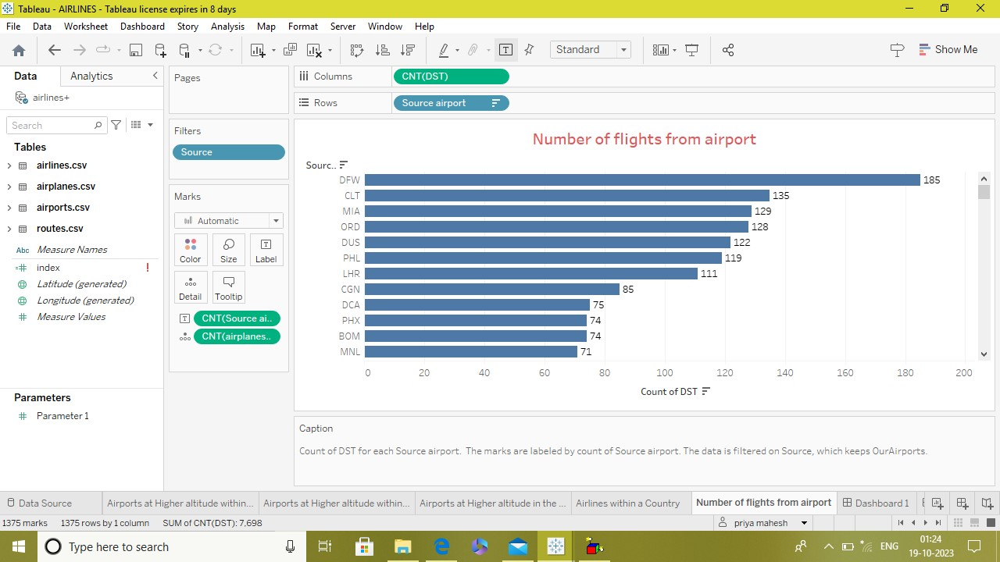 Tableau - AIRLINES - Tableau license expires in 8 days
File Data Worksheet Dashboard Story Analysis Map Format Server Window Help
Standard
Show Me
Data Analytics
airlines+
Search
Tables
airlines.csv
airplanes.csv
airports.csv
routes.csv
Abc Measure Names
index !
Latitude (generated)
Longitude (generated)
Measure Values
Parameters
Parameter 1
Pages
Filters
Source
Marks
Automatic
Color Size Label
Detail Tooltip
CNT(Source ai..
CNT(airplanes..
Columns CNT(DST)
Rows Source airport
Number of flights from airport
Sourc..
DFW 185
CLT 135
MIA 129
ORD 128
DUS 122
PHL 119
LHR 111
CGN 85
DCA 75
PHX 74
BOM 74
MNL 71
0 20 40 60 80 100 120 140 160 180 200
Count of DST
Caption
Count of DST for each Source airport. The marks are labeled by count of Source airport. The data is filtered on Source, which keeps OurAirports.
Data Source Airports at Higher altitude within... Airports at Higher altitude within... Airports at Higher altitude in the ... Airlines within a Country Number of flights from airport Dashboard 1
1375 marks 1375 rows by 1 column SUM of CNT(DST): 7,698 priya mahesh
Type here to search
ENG
01:24
19-10-2023